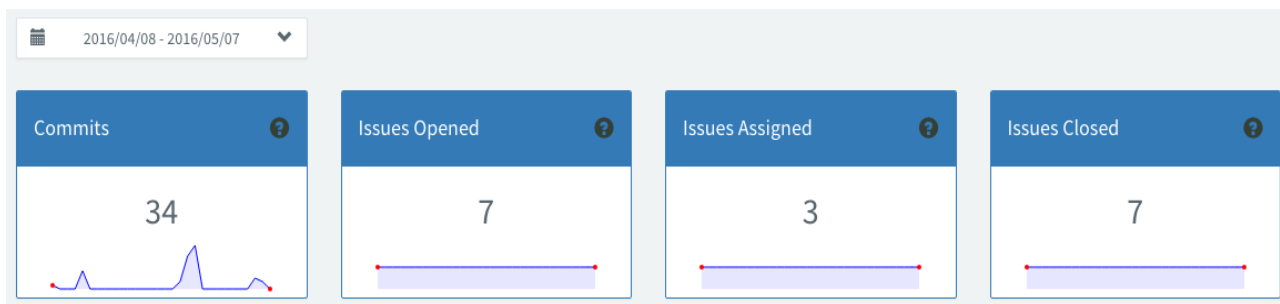 2016/04/08 - 2016/05/07
Commits
Issues Opened
Issues Assigned
Issues Closed
34
7
3
7